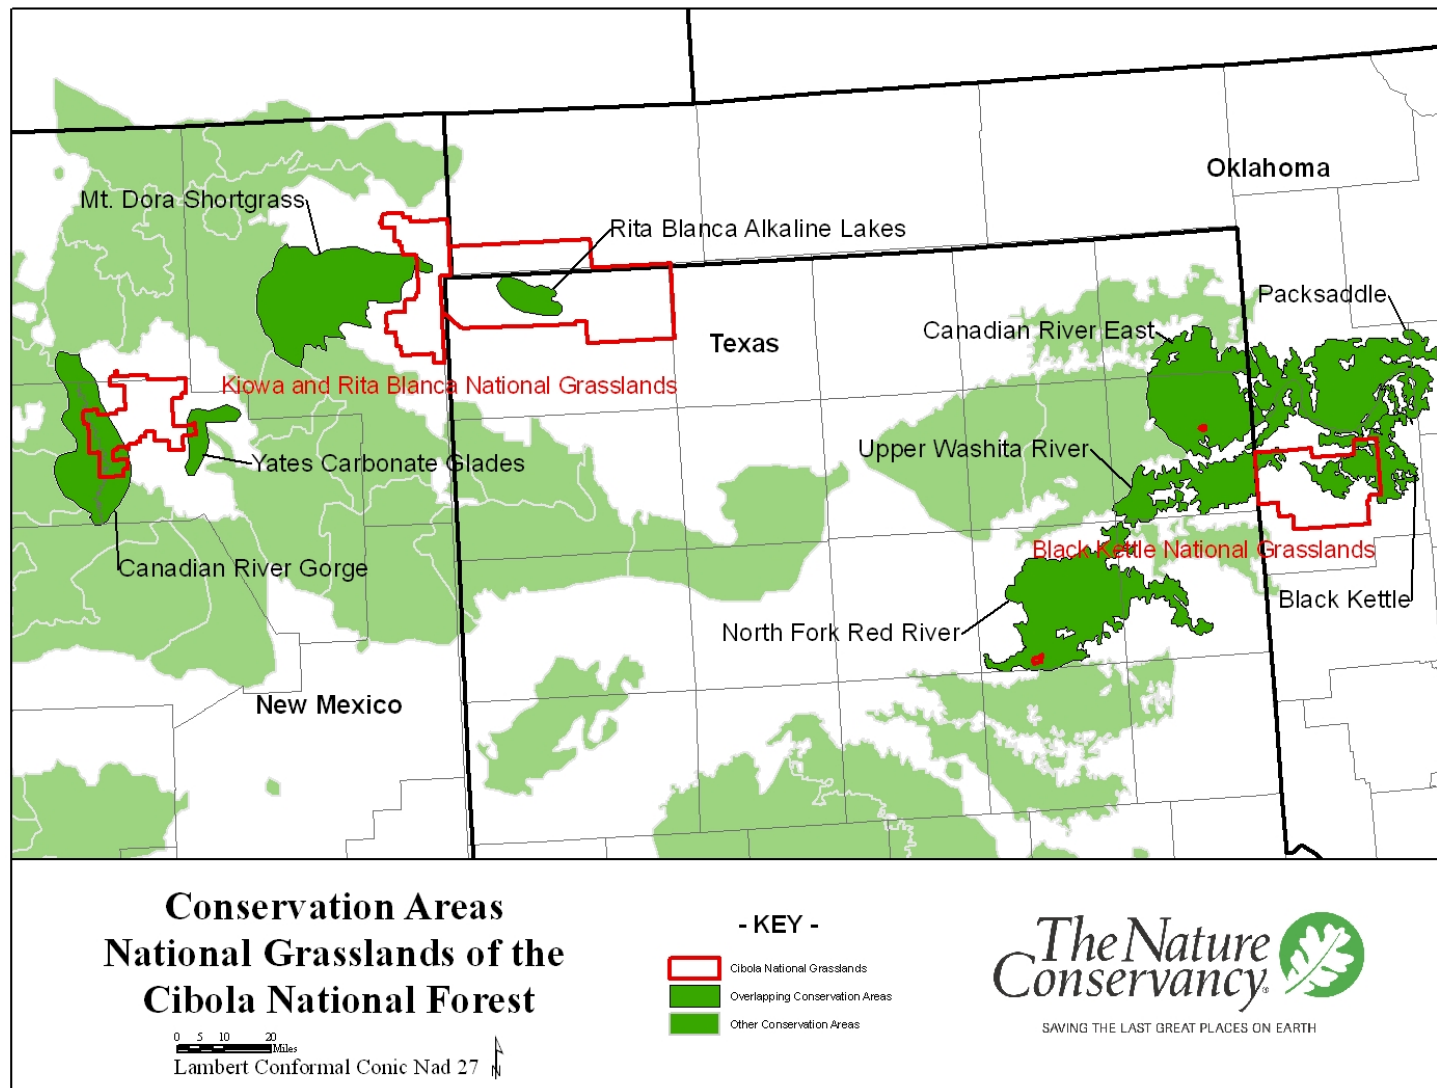 Oklahoma
Mt. Dora Shortgrass
Rita Blanca Alkaline Lakes
Packsaddle
Canadian River East
Texas
Kiowa and Rita Blanca National Grasslands
Upper Washita River
Yates Carbonate Glades
Black Kettle National Grasslands
Canadian River Gorge
Black Kettle
North Fork Red River
New Mexico
Conservation Areas
National Grasslands of the
Cibola National Forest
0 5 10 20
Miles
Lambert Conformal Conic Nad 27
N
- KEY -
Cibola National Grasslands
Overlapping Conservation Areas
Other Conservation Areas
The Nature
Conservancy®
SAVING THE LAST GREAT PLACES ON EARTH